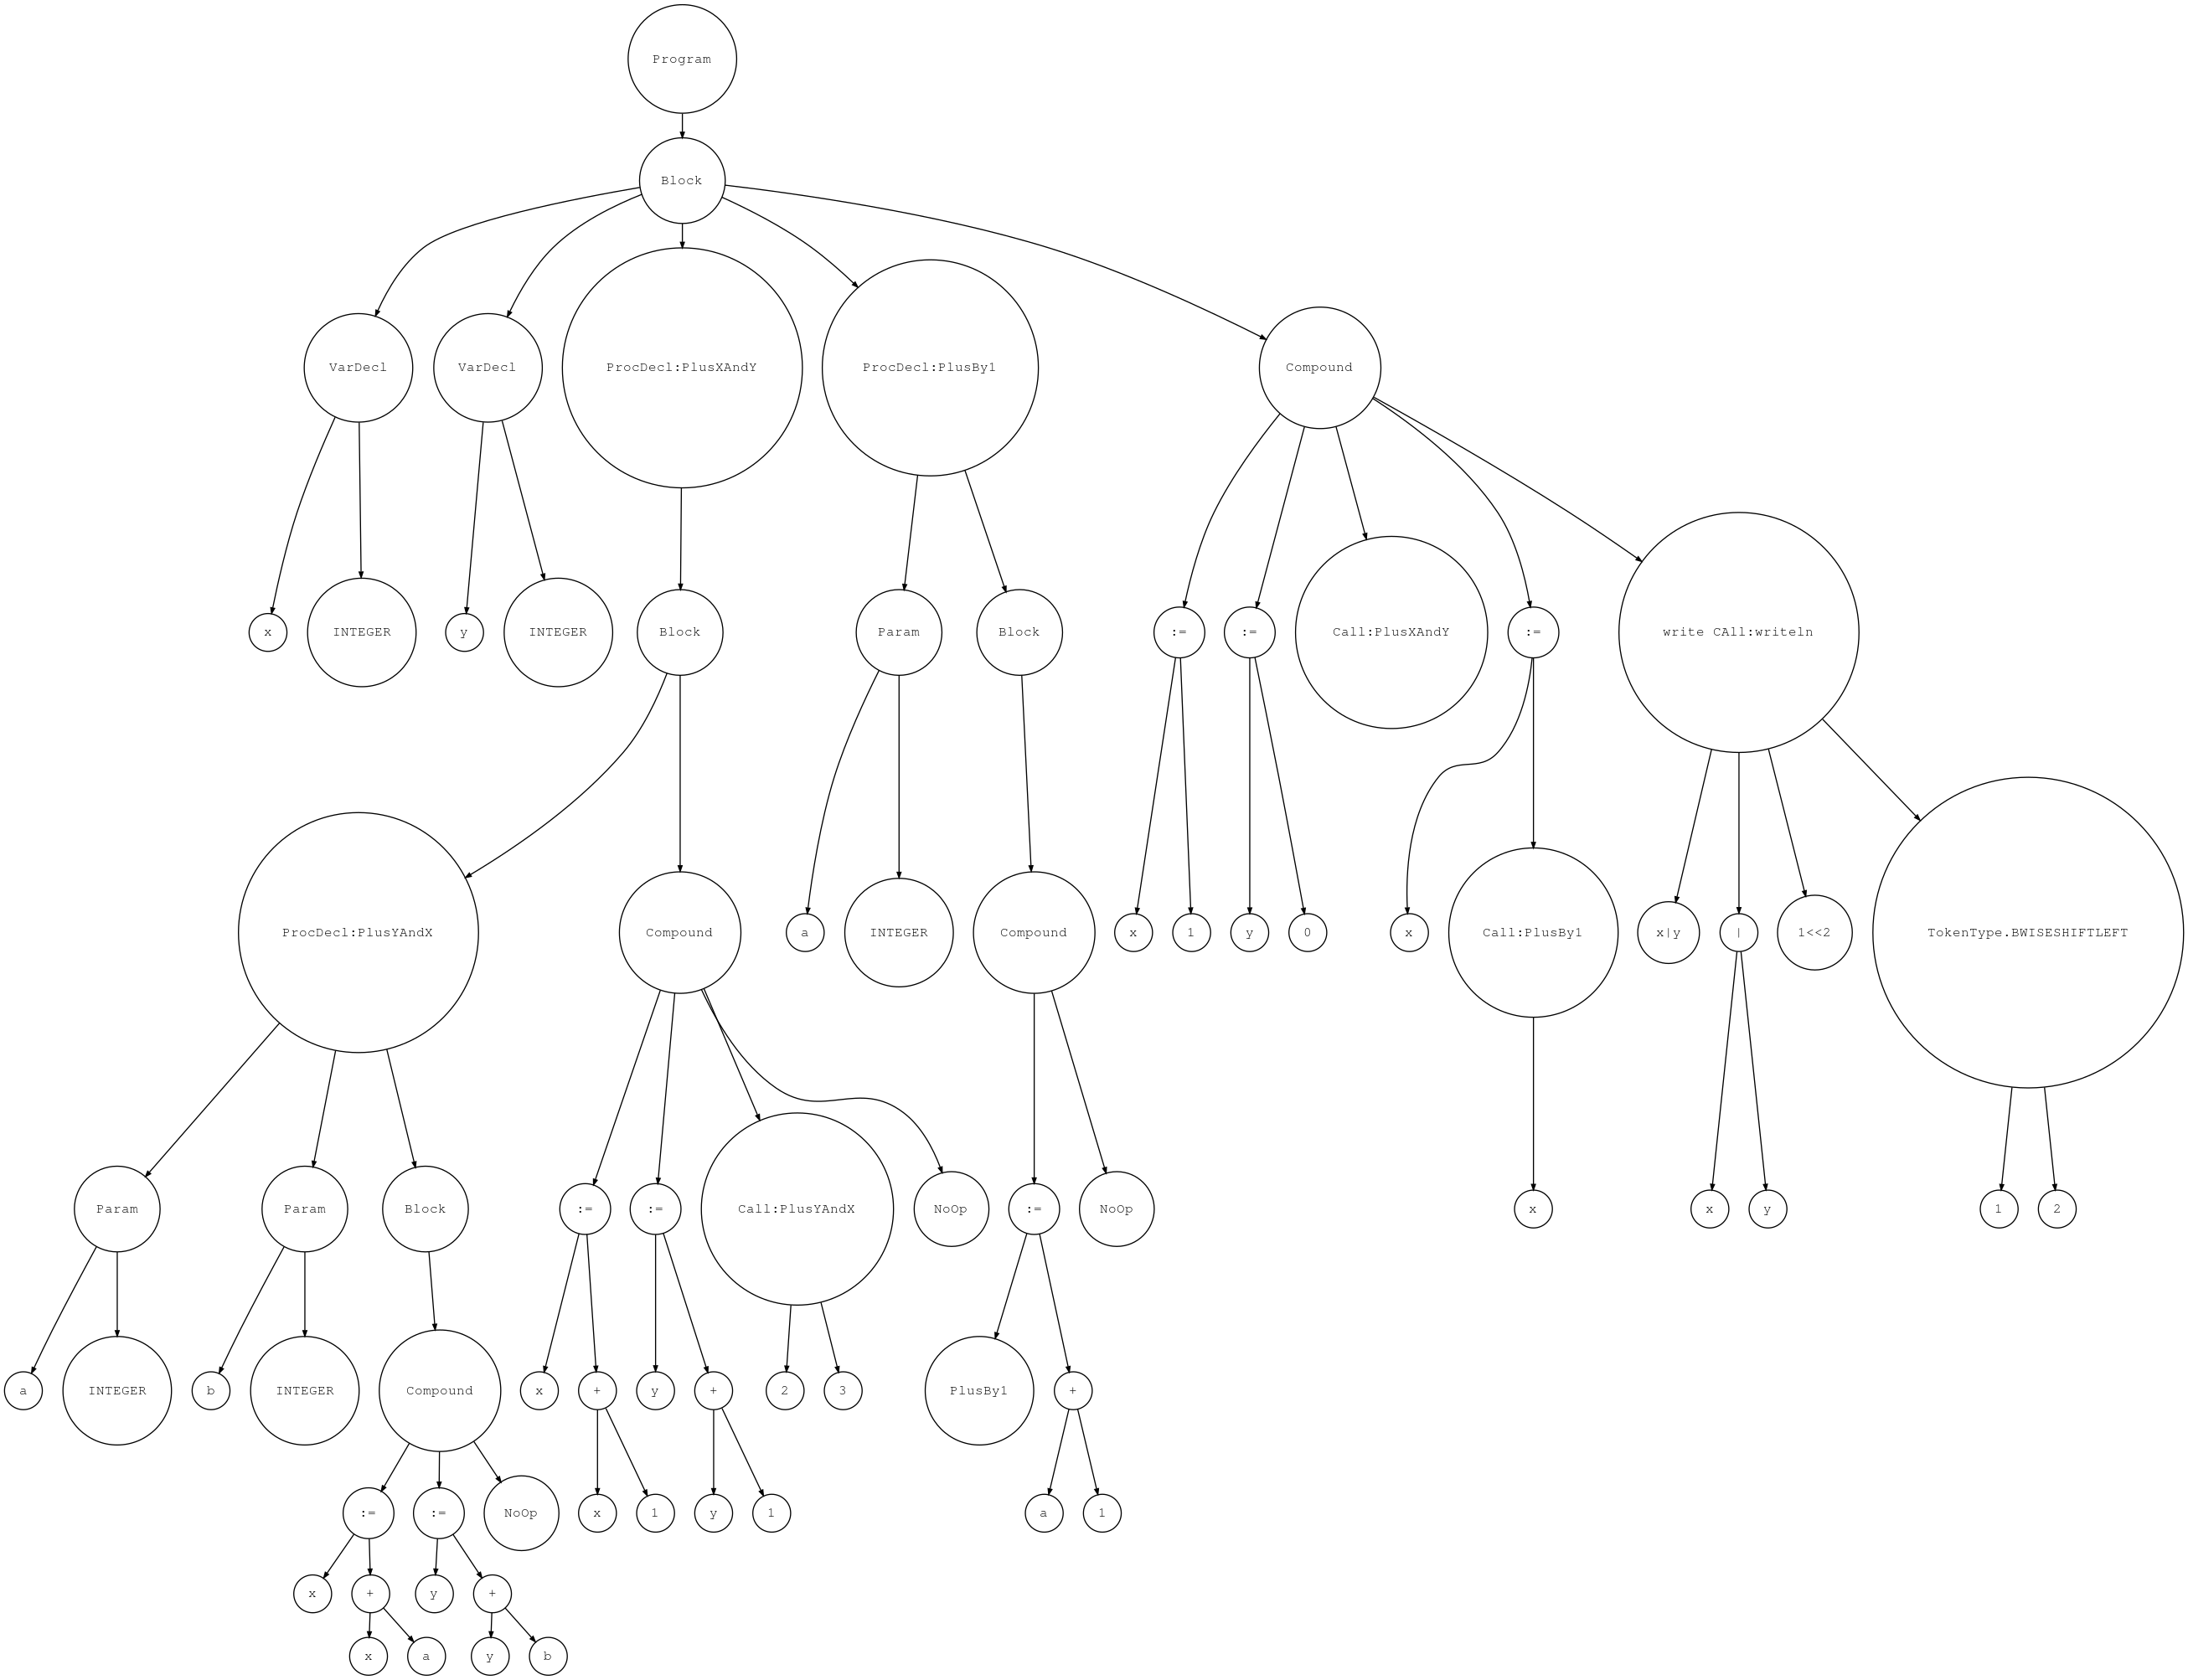 Program
Block
VarDecl
VarDecl
ProcDecl:PlusXAndY
ProcDecl:PlusBy1
Compound
x
INTEGER
y
INTEGER
Block
Param
Block
:=
:=
Call:PlusXAndY
:=
write CAll:writeln
ProcDecl:PlusYAndX
Compound
a
INTEGER
Compound
x
1
y
0
x
Call:PlusBy1
x|y
|
1<<2
TokenType.BWISESHIFTLEFT
Param
Param
Block
:=
:=
Call:PlusYAndX
NoOp
:=
NoOp
x
x
y
1
2
a
INTEGER
b
INTEGER
Compound
x
+
y
+
2
3
PlusBy1
+
:=
:=
NoOp
x
1
y
1
a
1
x
+
y
+
x
a
y
b